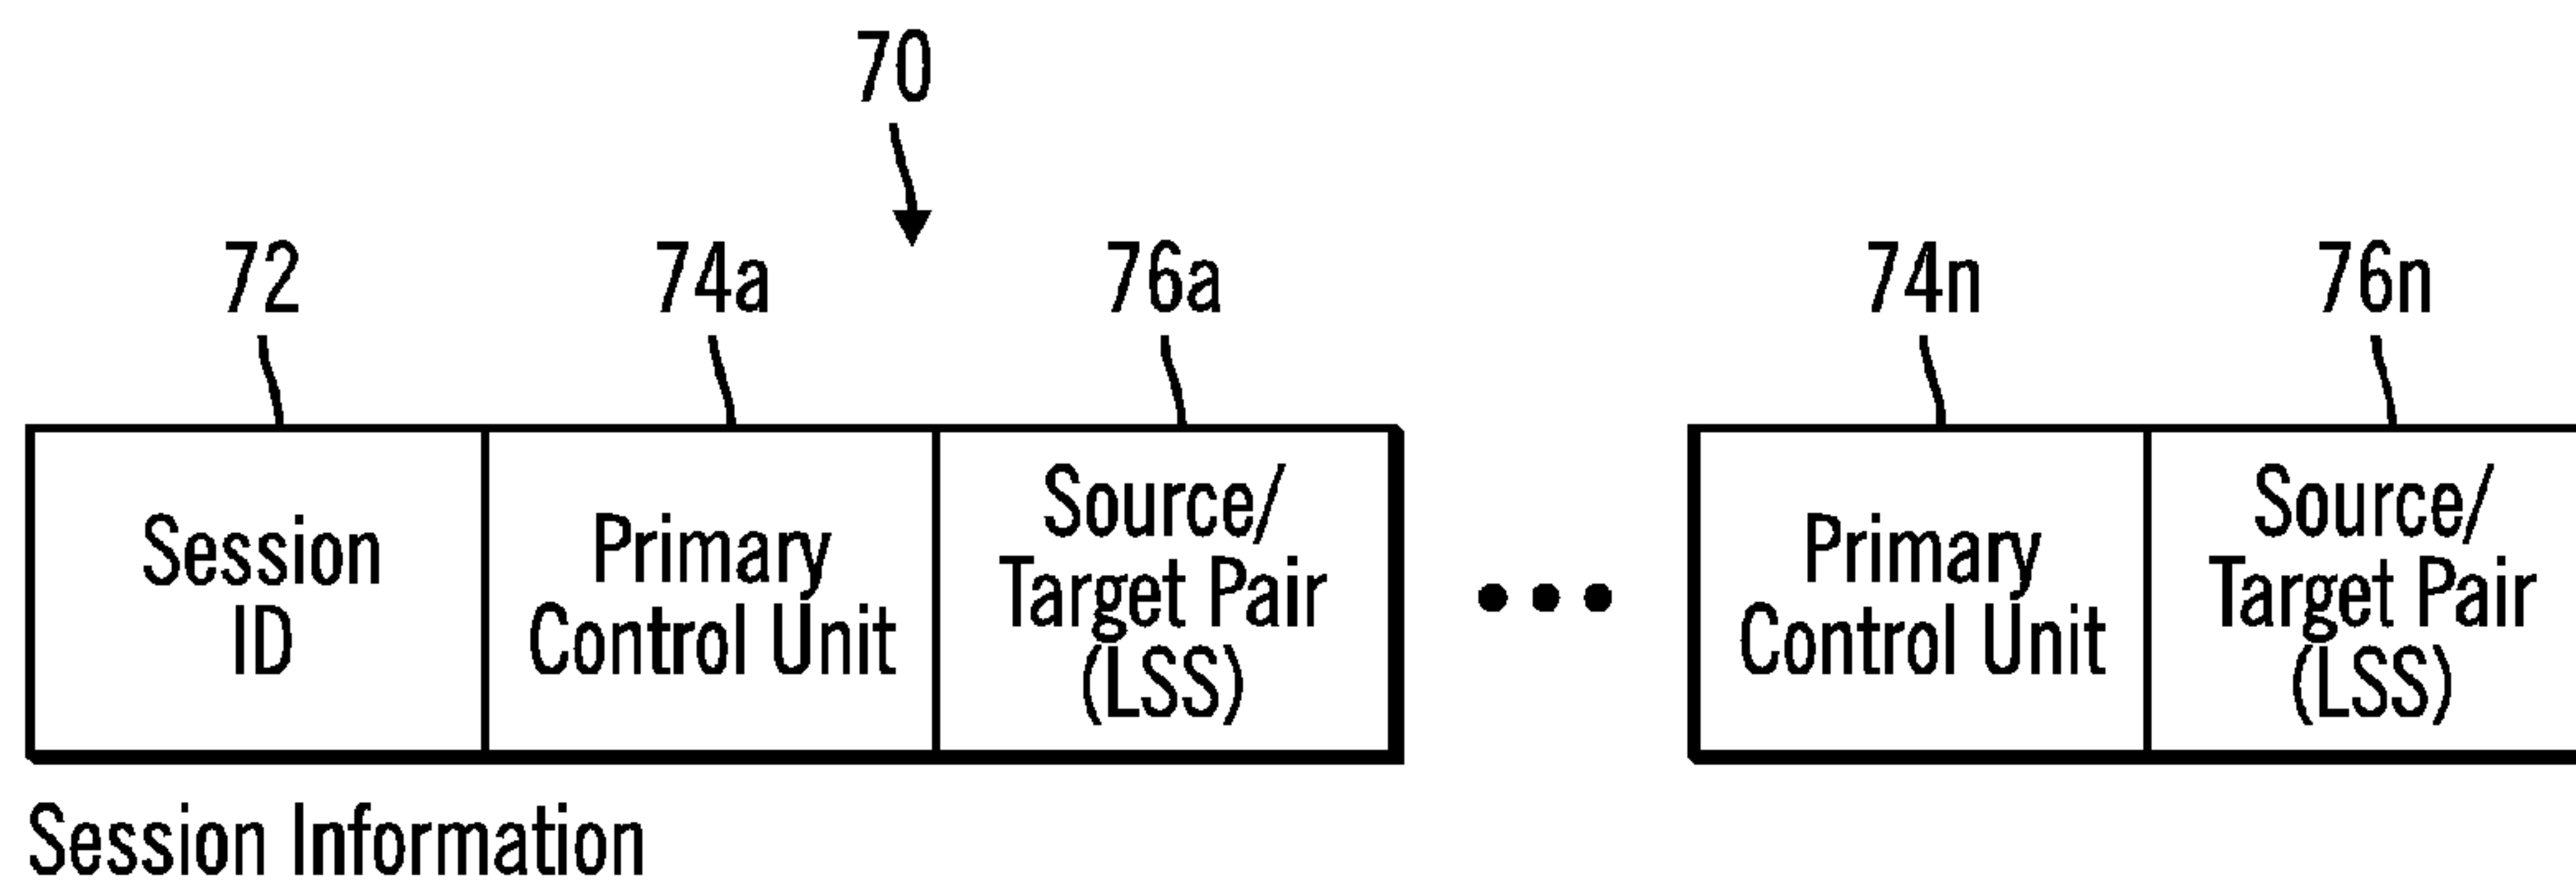 70
72
74a
76a
74n
76n
Session
ID
Primary
Control Unit
Source/
Target Pair
(LSS)
Primary
Control Unit
Source/
Target Pair
(LSS)
Session Information